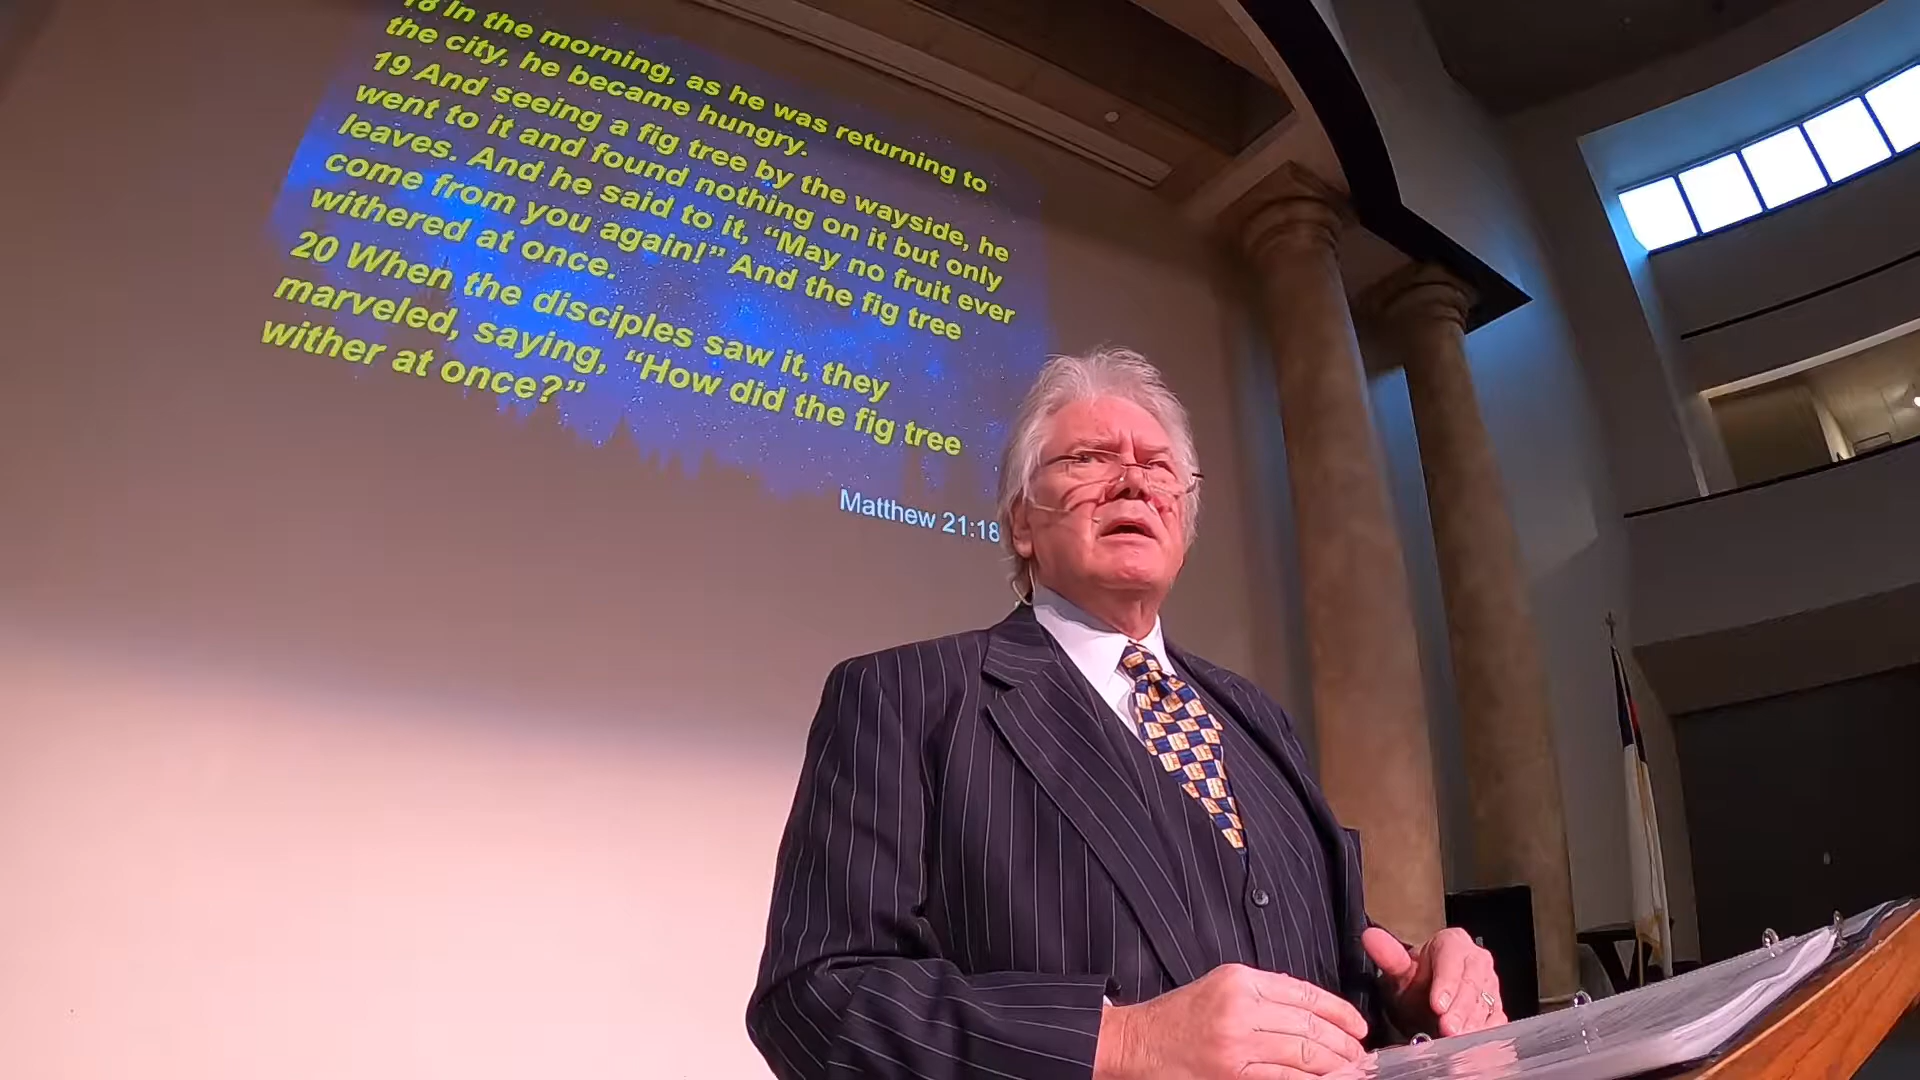 18 In the morning, as he was returning to
the city, he became hungry.
19 And seeing a fig tree by the wayside, he
went to it and found nothing on it but only
leaves. And he said to it, “May no fruit ever
come from you again!” And the fig tree
withered at once.
20 When the disciples saw it, they
marveled, saying, “How did the fig tree
wither at once?”
Matthew 21:18